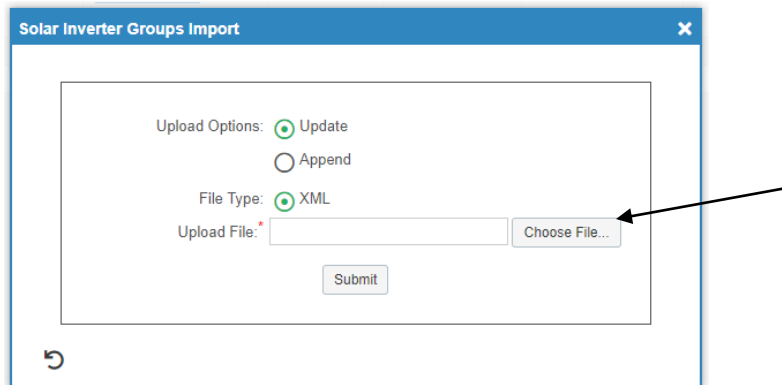 Solar Inverter Groups Import
Upload Options: Update
Append
File Type: XML
Upload File:* Choose File...
Submit